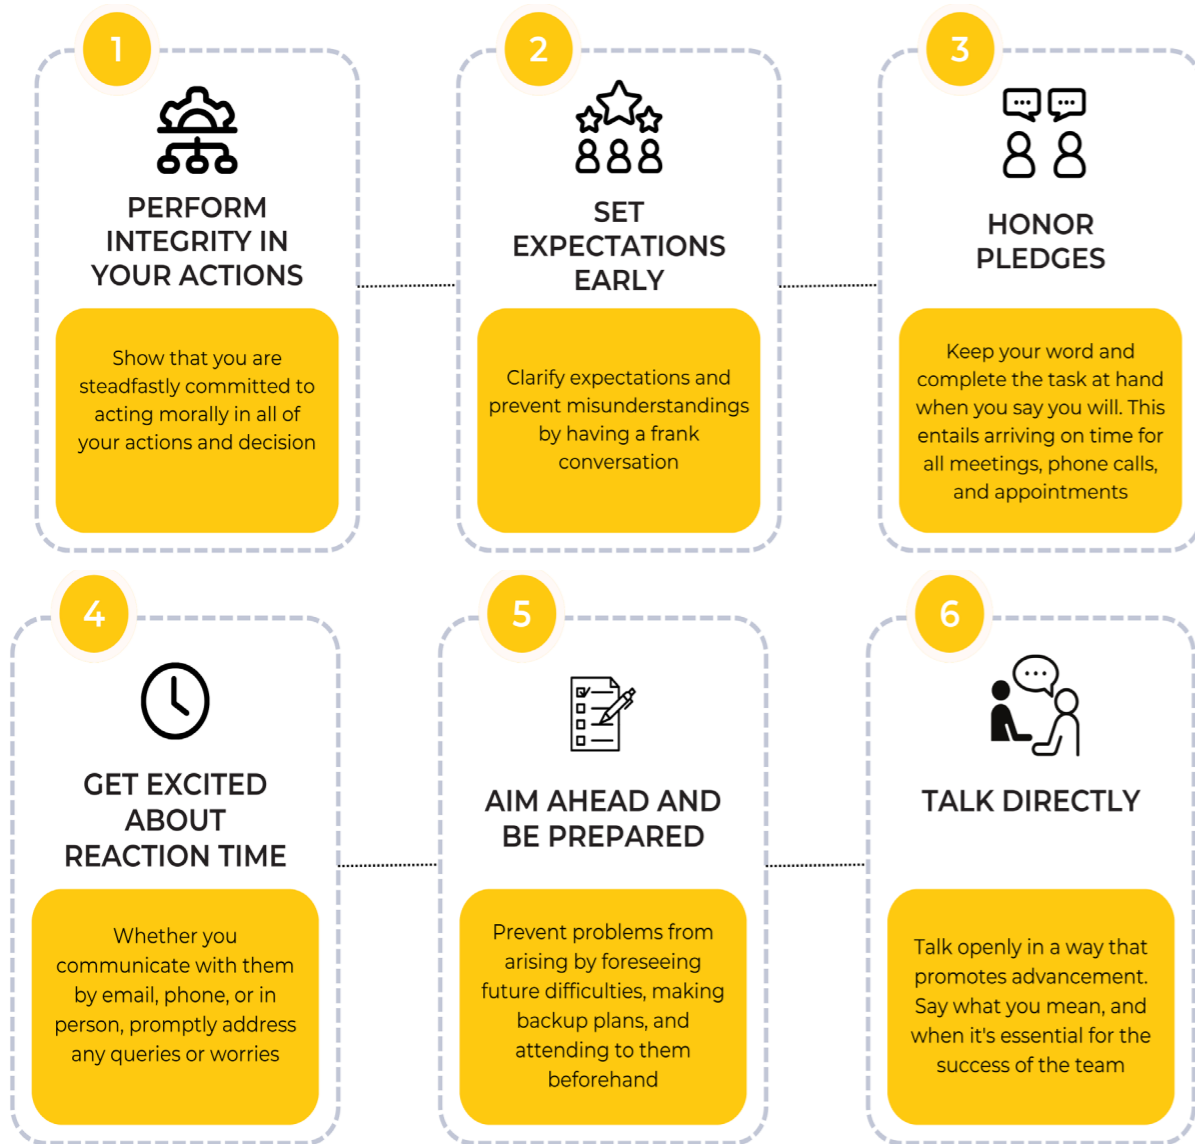 1
PERFORM
INTEGRITY IN
YOUR ACTIONS
Show that you are
steadfastly committed to
acting morally in all of
your actions and decision
2
SET
EXPECTATIONS
EARLY
Clarify expectations and
prevent misunderstandings
by having a frank
conversation
3
HONOR
PLEDGES
Keep your word and
complete the task at hand
when you say you will. This
entails arriving on time for
all meetings, phone calls,
and appointments
4
GET EXCITED
ABOUT
REACTION TIME
Whether you
communicate with them
by email, phone, or in
person, promptly address
any queries or worries
5
AIM AHEAD AND
BE PREPARED
Prevent problems from
arising by foreseeing
future difficulties, making
backup plans, and
attending to them
beforehand
6
TALK DIRECTLY
Talk openly in a way that
promotes advancement.
Say what you mean, and
when it's essential for the
success of the team